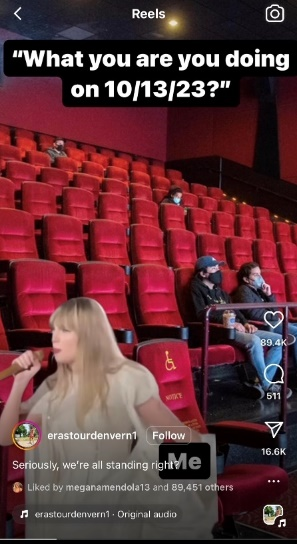 Reels
“What you are you doing
on 10/13/23?”
89.4K
511
NOTICE
erastourdenvern1
Follow
16.6K
Seriously, we're all standing right?
Me
Liked by meganamendola13 and 89,451 others
erastourdenvern1 · Original audio